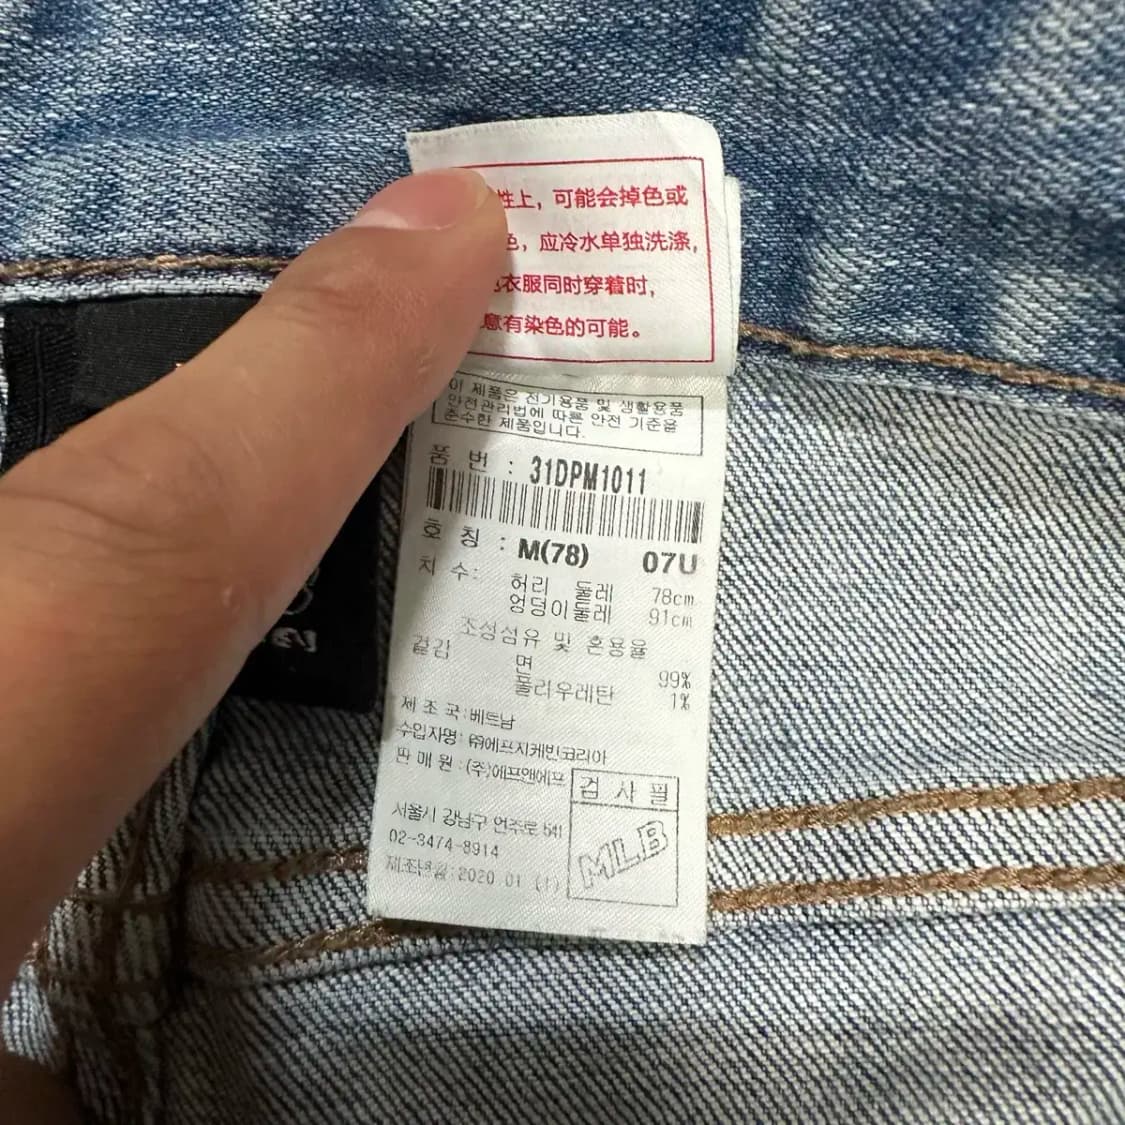 性上，可能会掉色或
色，应冷水单独洗涤，
衣服同时穿着时，
意有染色的可能。
이 제품은 전기용품 및 생활용품
안전관리법에 따른 안전 기준을
준수한 제품입니다.
품 번 : 31DPM1011
호 칭 : M(78) 07U
치 수: 허리 둘레 78cm
엉덩이둘레 91cm
조성섬유 및 혼용율
겉감 면 99%
폴리우레탄 1%
제 조 국:베트남
수입자명: ㈜에프지케빈코리아
판 매 원 : (주)에프앤에프
검 사 필
서울시 강남구 언주로 541
MLB
02-3474-8914
제조년월:2020.01 (1)